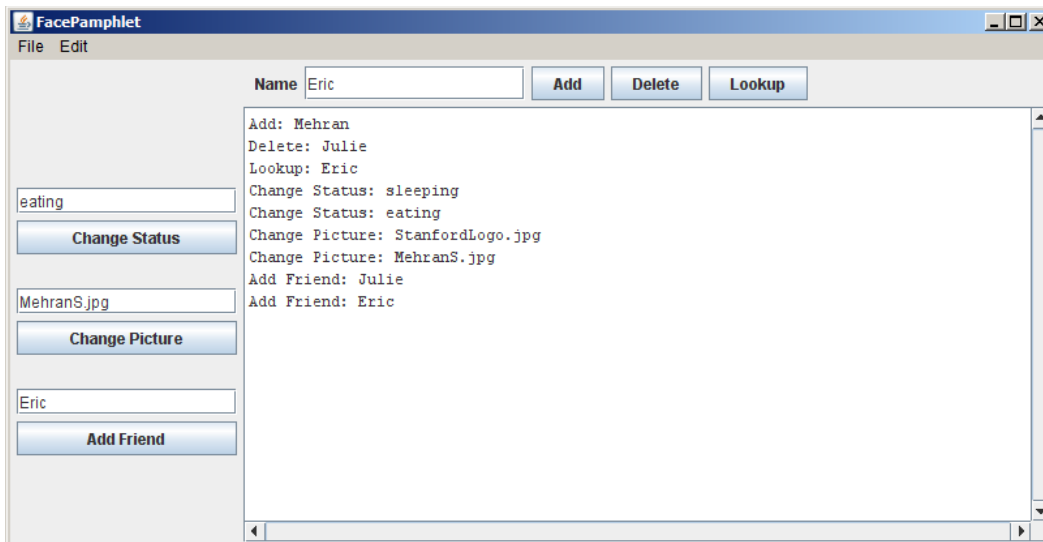 FacePamphlet
File Edit
Name Eric Add Delete Lookup
Add: Mehran
Delete: Julie
Lookup: Eric
Change Status: sleeping
Change Status: eating
Change Picture: StanfordLogo.jpg
Change Picture: MehranS.jpg
Add Friend: Julie
Add Friend: Eric
eating
Change Status
MehranS.jpg
Change Picture
Eric
Add Friend